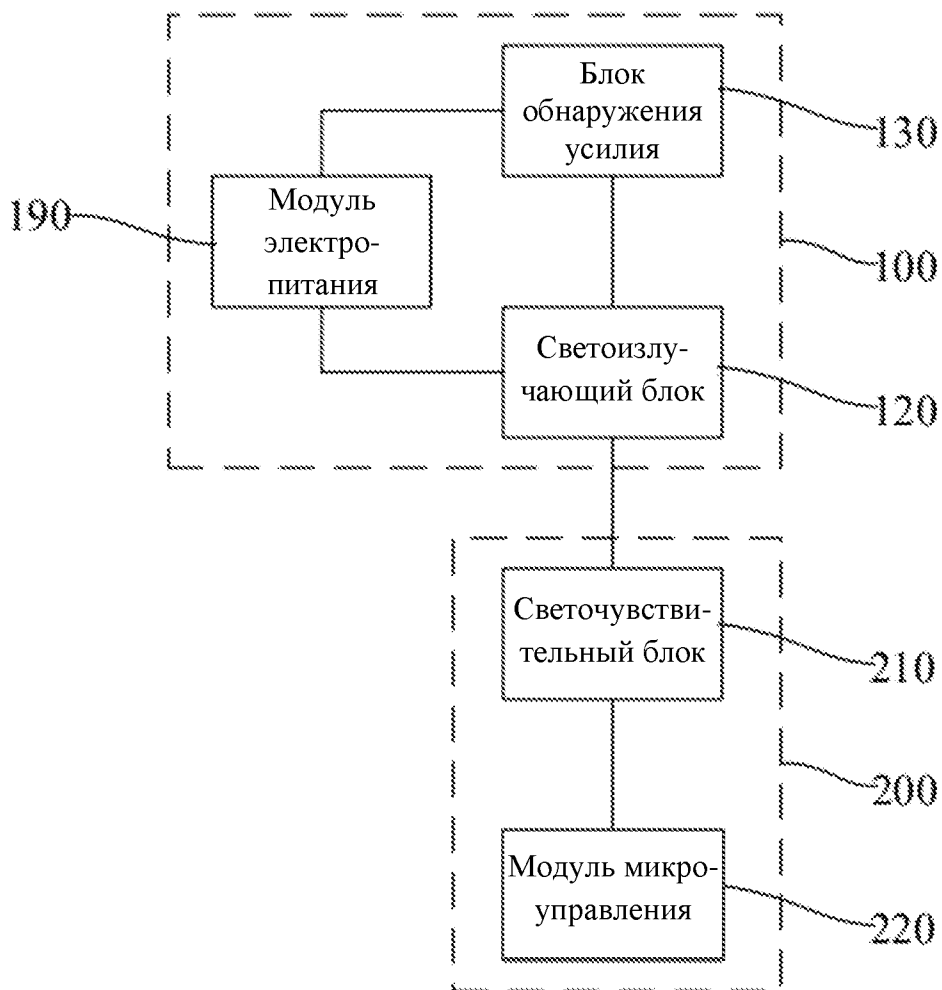 Блок
обнаружения
усилия
130
Модуль
электро-
питания
190
100
Светоизлу-
чающий блок
120
Светочувстви-
тельный блок
210
200
Модуль микро-
управления
220